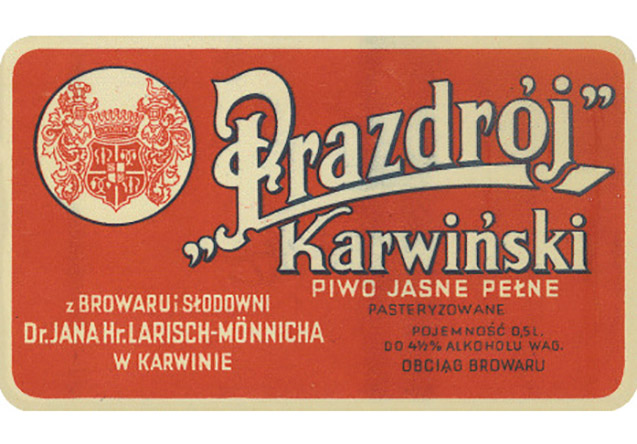 „Prazdrój”
Karwiński
PIWO JASNE PEŁNE
PASTERYZOWANE
POJEMNOŚĆ 0,5 L.
DO 4½% ALKOHOLU WAG.
OBCIĄG BROWARU
z BROWARU i SŁODOWNI
Dr. JANA Hr. LARISCH-MÖNNICHA
W KARWINIE